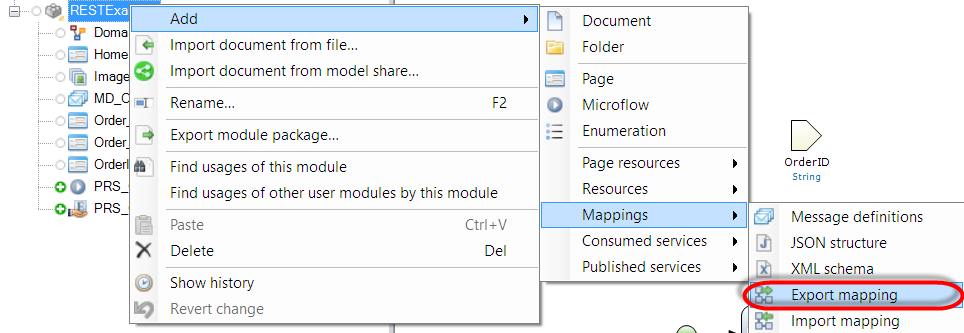 RESTExa
Doma
Home
Image
MD_O
Order_
Order_
OrderI
PRS_
PRS_
Add
Import document from file...
Import document from model share...
Rename... F2
Export module package...
Find usages of this module
Find usages of other user modules by this module
Paste Ctrl+V
Delete Del
Show history
Revert change
Document
Folder
Page
Microflow
Enumeration
Page resources
Resources
Mappings
Consumed services
Published services
Message definitions
JSON structure
XML schema
Export mapping
Import mapping
OrderID
String